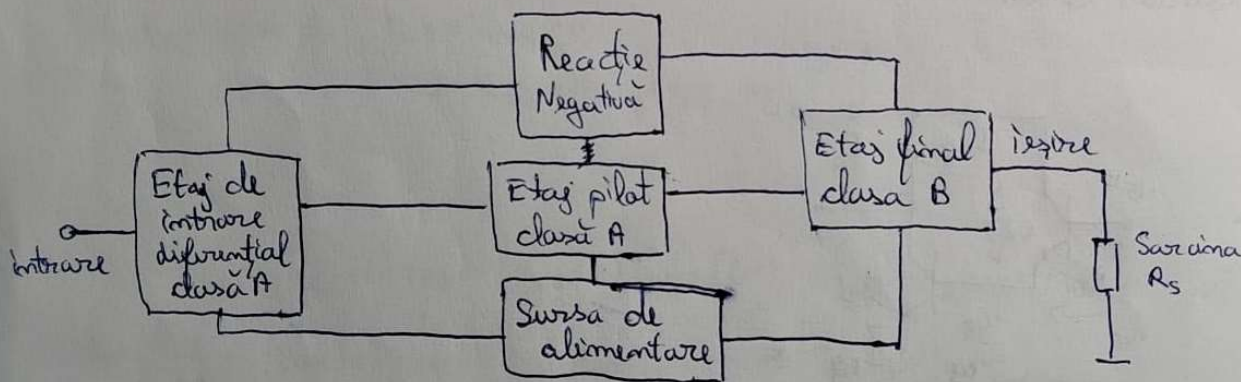 Reacție
Negativă
Etaj de
intrare
diferențial
clasă A
intrare
Etaj pilot
clasă A
Etaj final
clasa B
ieșire
Sarcina
Rs
Sursa de
alimentare